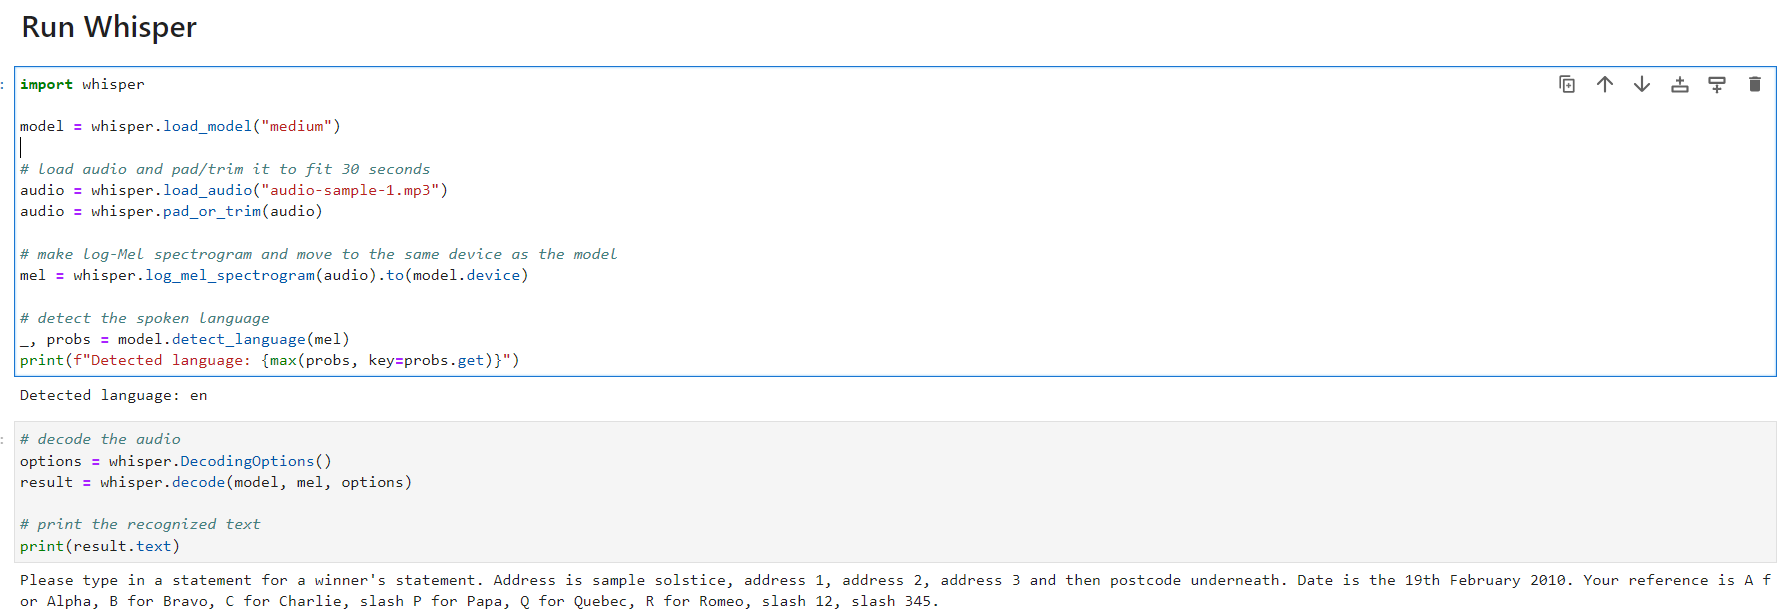 Run Whisper
:
import whisper
model = whisper.load_model("medium")
# load audio and pad/trim it to fit 30 seconds
audio = whisper.load_audio("audio-sample-1.mp3")
audio = whisper.pad_or_trim(audio)
# make log-Mel spectrogram and move to the same device as the model
mel = whisper.log_mel_spectrogram(audio).to(model.device)
# detect the spoken language
_, probs = model.detect_language(mel)
print(f"Detected language: {max(probs, key=probs.get)}")
Detected language: en
:
# decode the audio
options = whisper.DecodingOptions()
result = whisper.decode(model, mel, options)
# print the recognized text
print(result.text)
Please type in a statement for a winner's statement. Address is sample solstice, address 1, address 2, address 3 and then postcode underneath. Date is the 19th February 2010. Your reference is A f
or Alpha, B for Bravo, C for Charlie, slash P for Papa, Q for Quebec, R for Romeo, slash 12, slash 345.